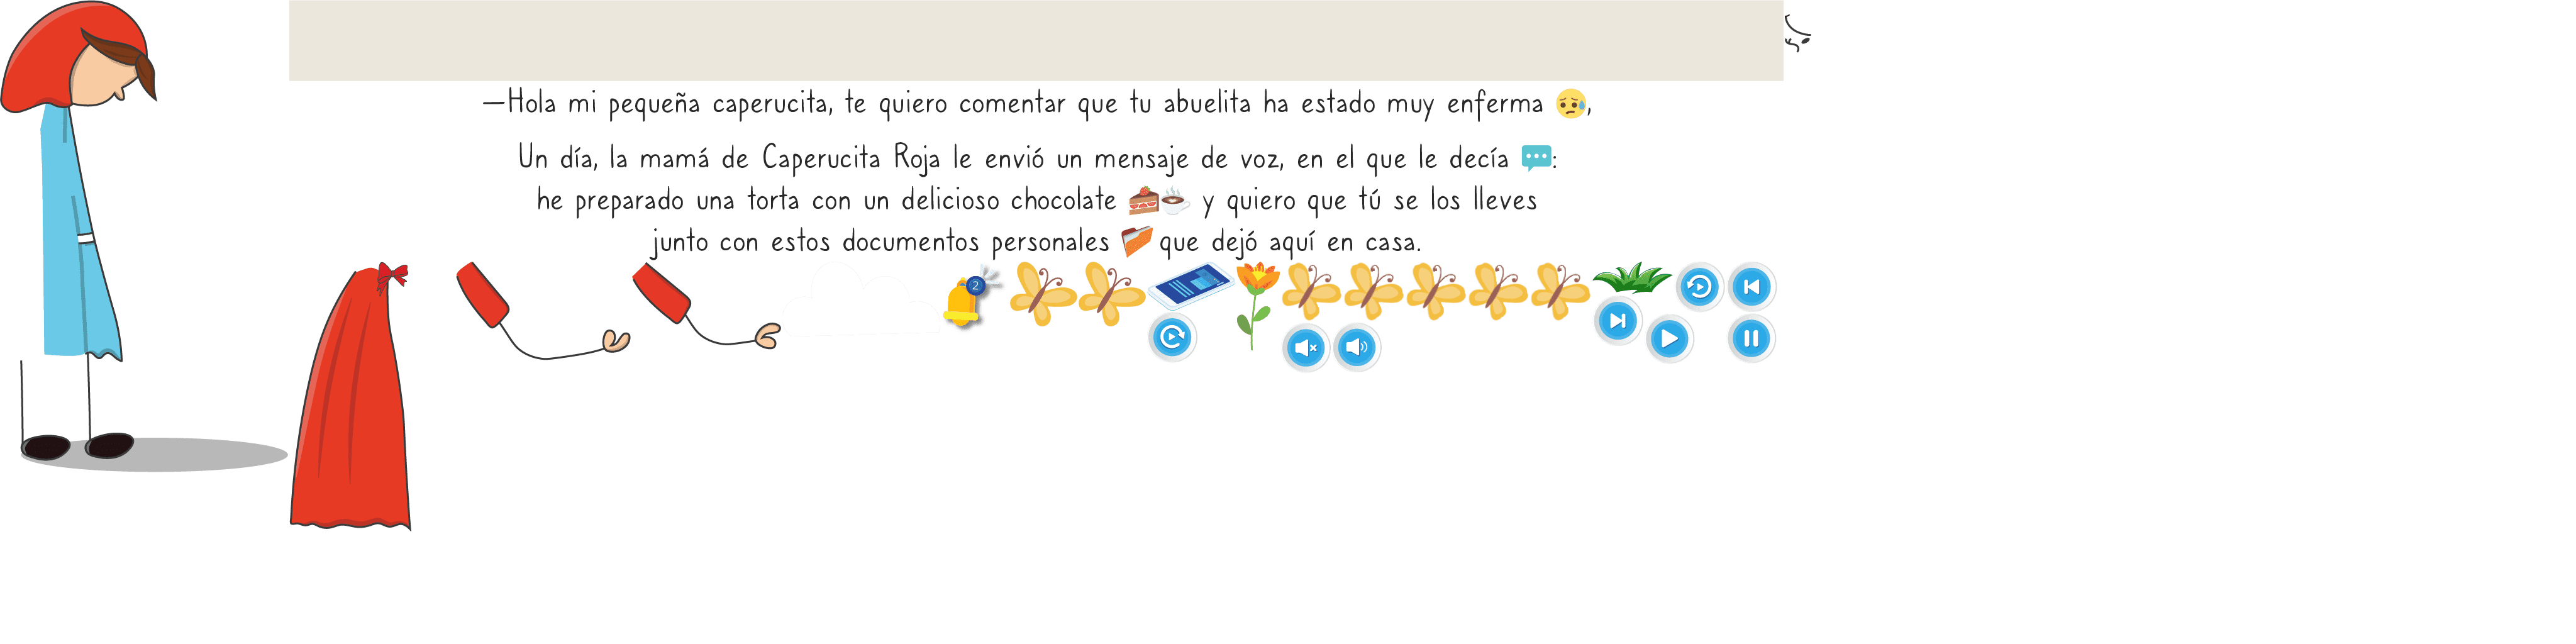 —Hola mi pequeña caperucita, te quiero comentar que tu abuelita ha estado muy enferma 😥,
Un día, la mamá de Caperucita Roja le envió un mensaje de voz, en el que le decía 💬:
he preparado una torta con un delicioso chocolate 🍰☕ y quiero que tú se los lleves
junto con estos documentos personales 📂 que dejó aquí en casa.
2